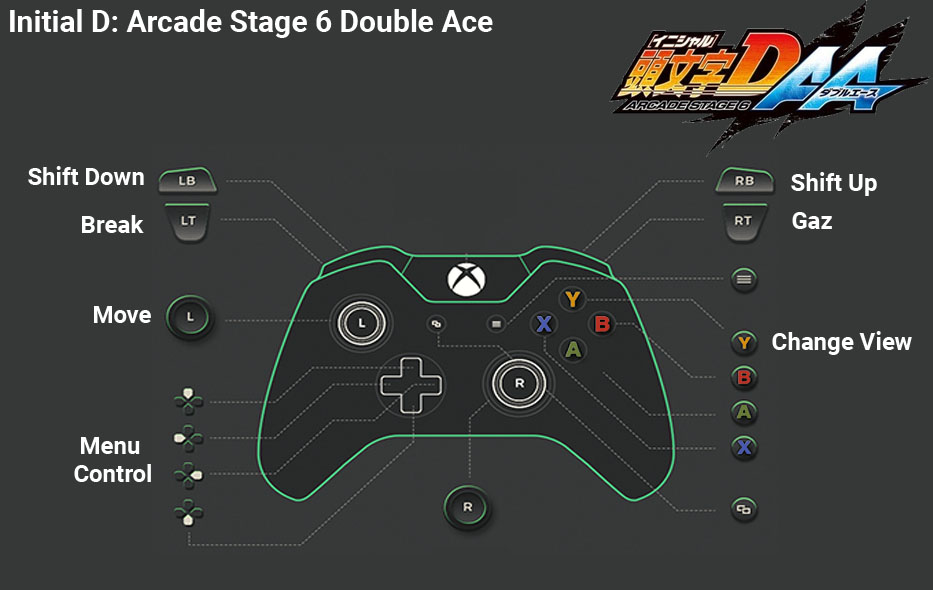 Initial D: Arcade Stage 6 Double Ace
[イニシャル]
頭文字D AA
ダブルエース
ARCADE STAGE 6
Shift Down LB
RB Shift Up
Break LT
RT Gaz
Move L
L
Y
X B
A
R
Y Change View
B
A
X
Menu
Control
R